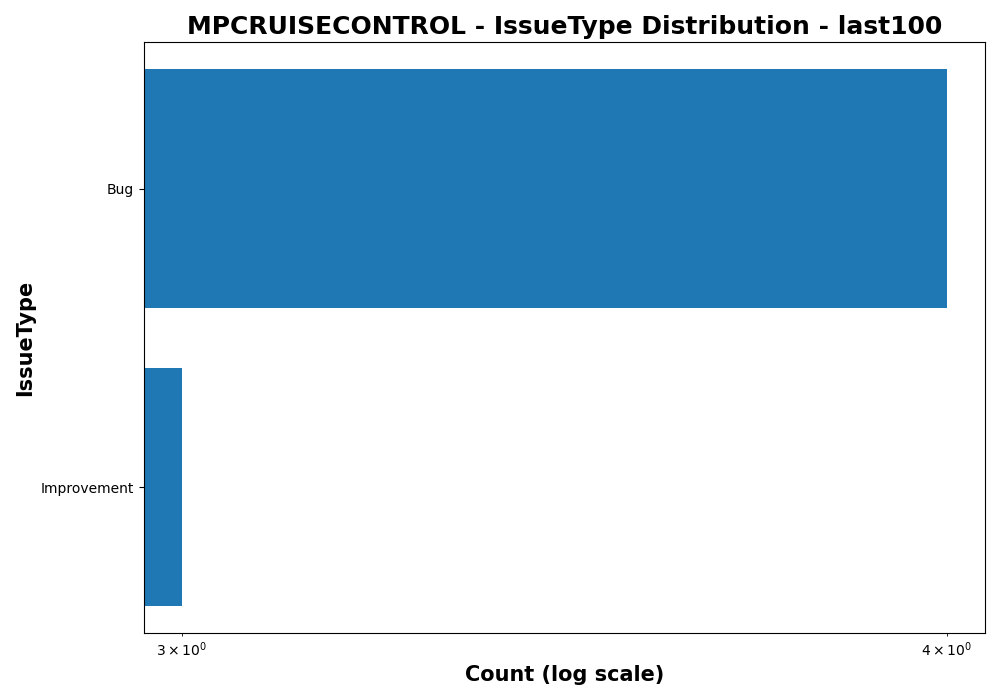 MPCRUISECONTROL - IssueType Distribution - last100
IssueType
Bug
Improvement
3 × 10⁰
4 × 10⁰
Count (log scale)